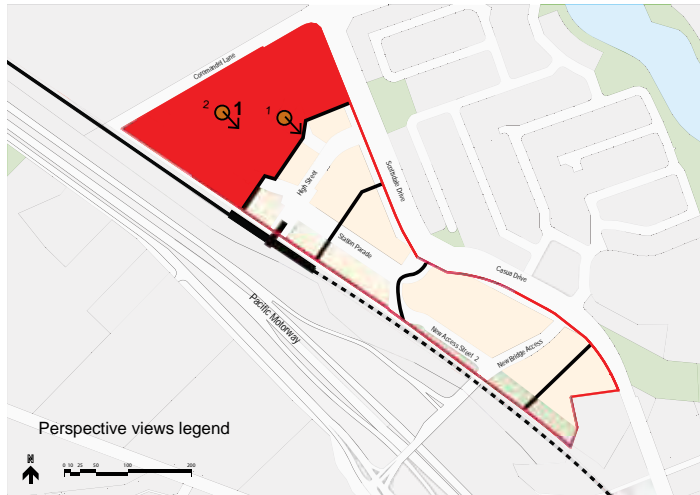 Commander Lane
2
1
1
High Street
Scottsdale Drive
Station Parade
Casua Drive
Pacific Motorway
New Access Street 2
New Bridge Access
Perspective views legend
N
0 10 25 50 100 200